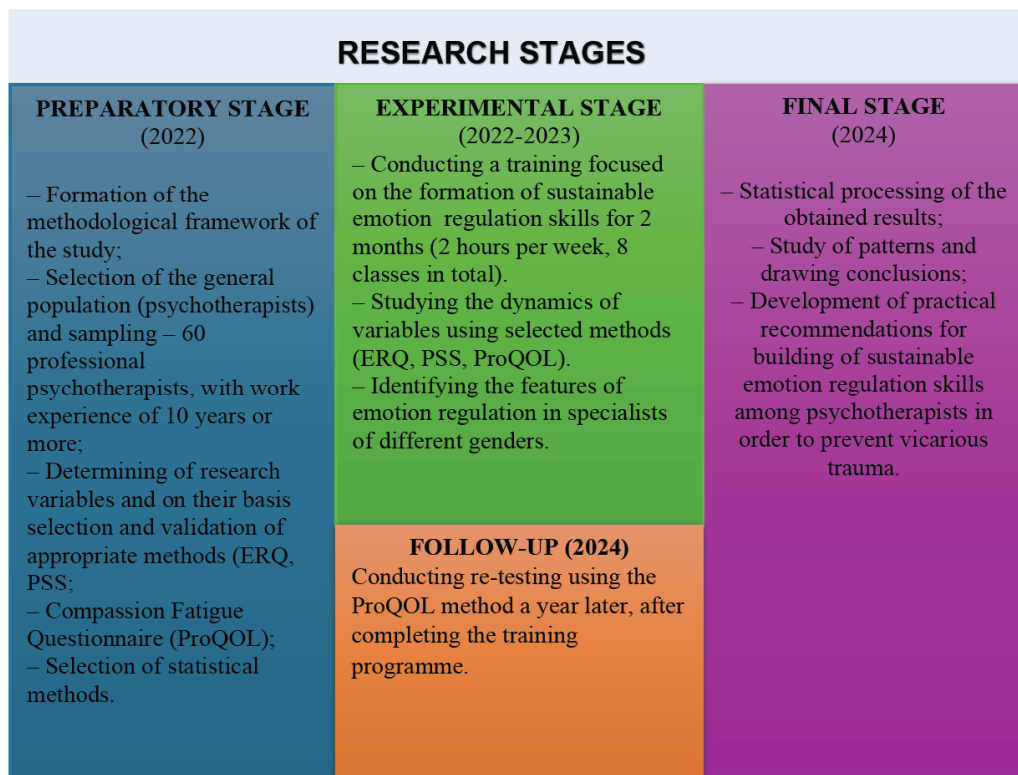 RESEARCH STAGES
PREPARATORY STAGE
(2022)
– Formation of the
methodological framework of
the study;
– Selection of the general
population (psychotherapists)
and sampling – 60
professional
psychotherapists, with work
experience of 10 years or
more;
– Determining of research
variables and on their basis
selection and validation of
appropriate methods (ERQ,
PSS;
– Compassion Fatigue
Questionnaire (ProQOL);
– Selection of statistical
methods.
EXPERIMENTAL STAGE
(2022-2023)
– Conducting a training focused
on the formation of sustainable
emotion regulation skills for 2
months (2 hours per week, 8
classes in total).
– Studying the dynamics of
variables using selected methods
(ERQ, PSS, ProQOL).
– Identifying the features of
emotion regulation in specialists
of different genders.
FOLLOW-UP (2024)
Conducting re-testing using the
ProQOL method a year later, after
completing the training
programme.
FINAL STAGE
(2024)
– Statistical processing of the
obtained results;
– Study of patterns and
drawing conclusions;
– Development of practical
recommendations for
building of sustainable
emotion regulation skills
among psychotherapists in
order to prevent vicarious
trauma.